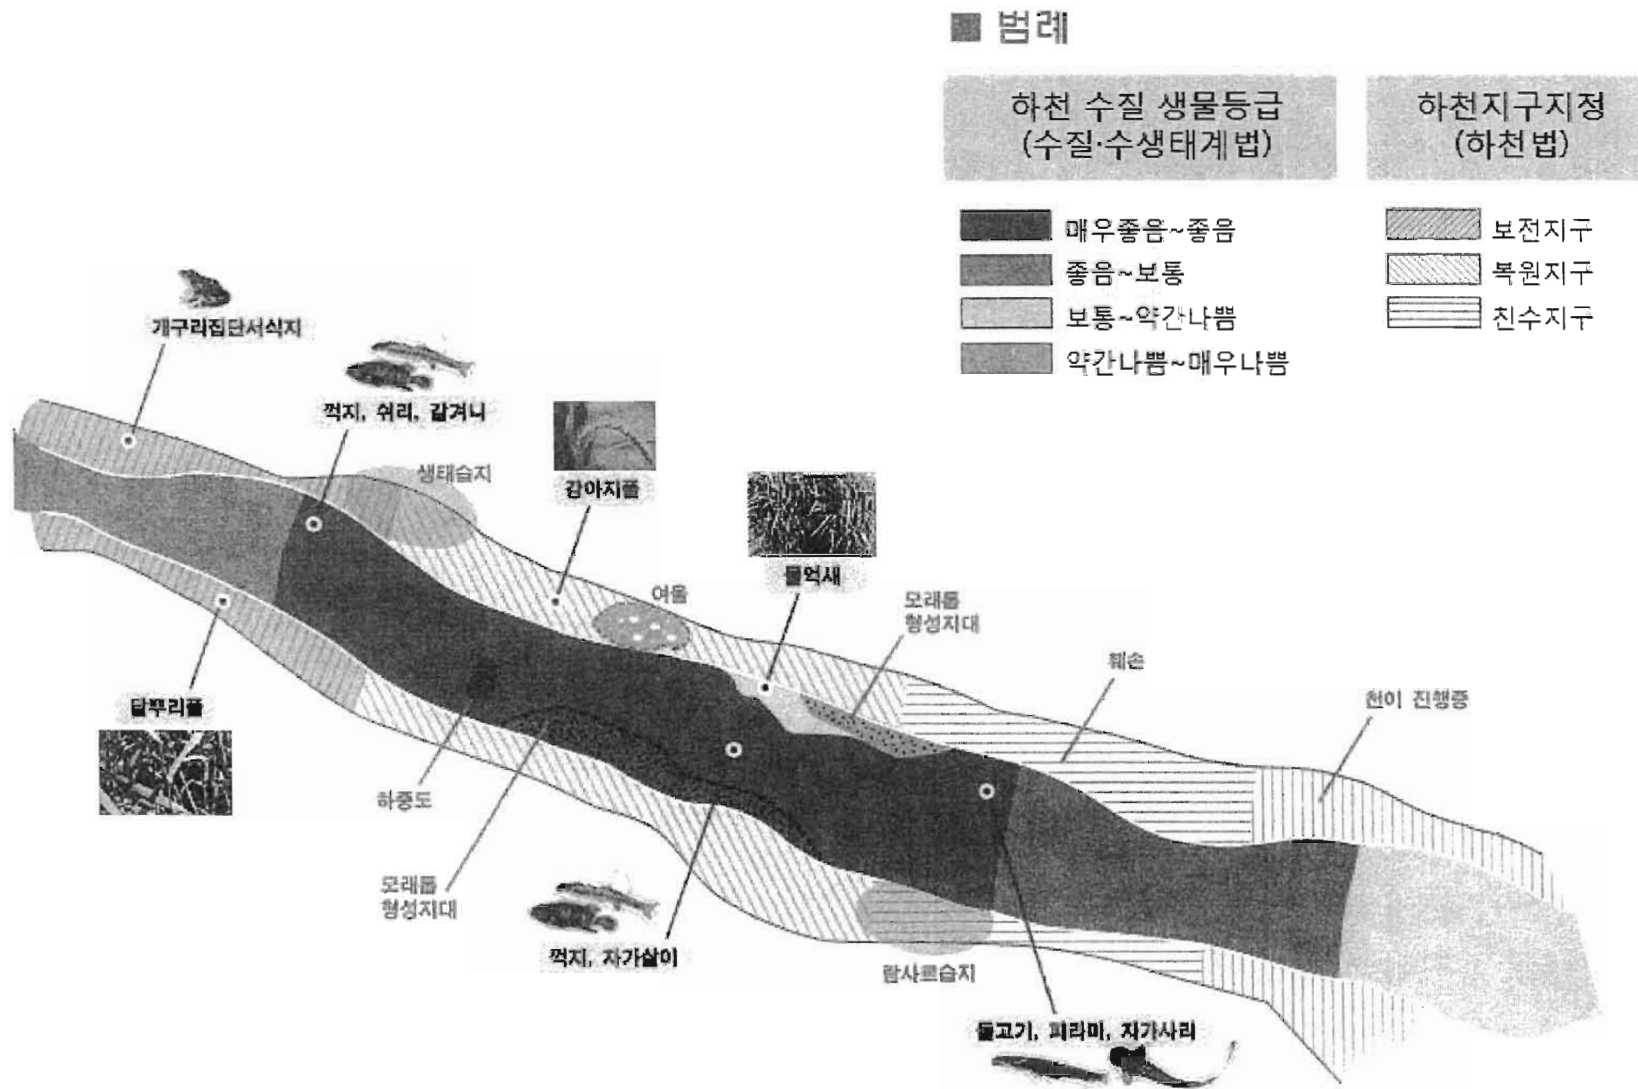 ■ 범례
하천 수질 생물등급
(수질·수생태계법)
하천지구지정
(하천법)
매우좋음~좋음
좋음~보통
보통~약간나쁨
약간나쁨~매우나쁨
보전지구
복원지구
친수지구
개구리집단서식지
꺽지, 쉬리, 갈겨니
생태습지
강아지풀
물억새
여울
모래톱
형성지대
훼손
천이 진행중
달뿌리풀
하중도
모래톱
형성지대
꺽지, 자가살이
람사르습지
돌고기, 피라미, 자가사리